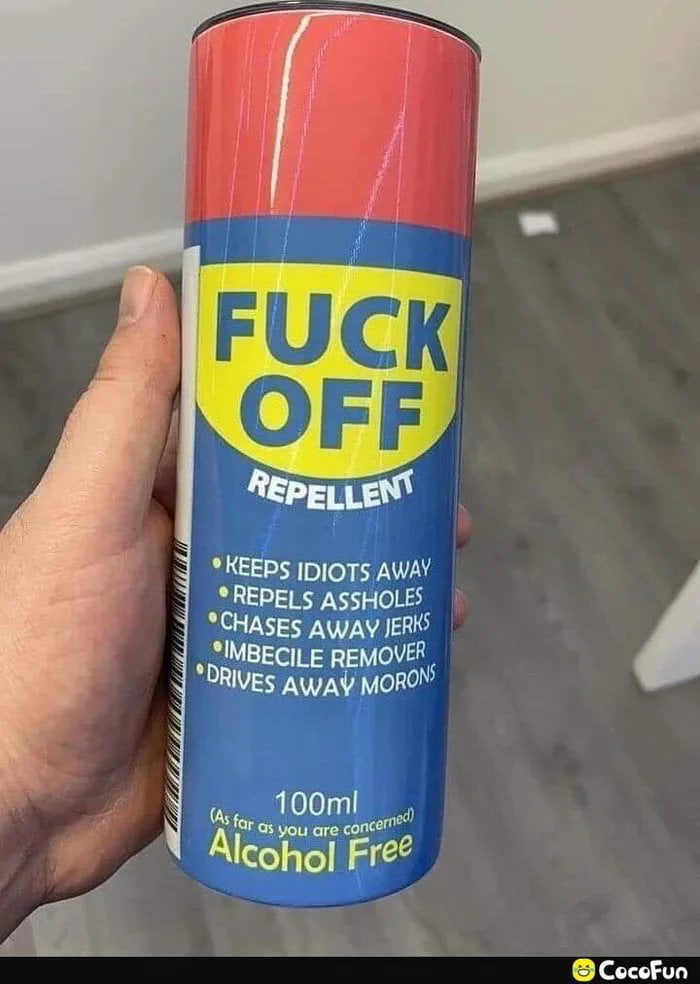 FUCK
OFF
REPELLENT
• KEEPS IDIOTS AWAY
• REPELS ASSHOLES
• CHASES AWAY JERKS
• IMBECILE REMOVER
• DRIVES AWAY MORONS
100ml
(As far as you are concerned)
Alcohol Free
CocoFun